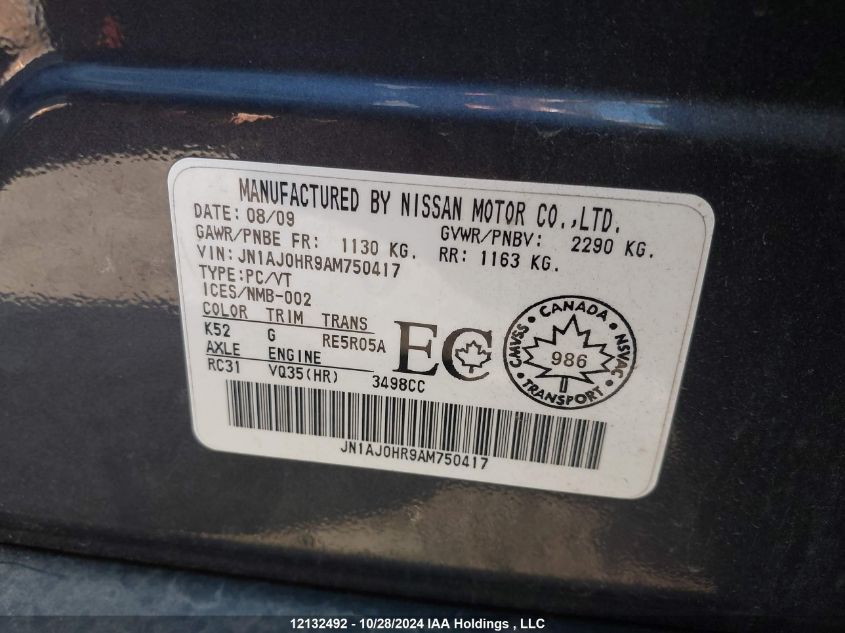 MANUFACTURED BY NISSAN MOTOR CO.,LTD.
DATE: 08/09 GVWR/PNBV: 2290 KG.
GAWR/PNBE FR: 1130 KG. RR: 1163 KG.
VIN: JN1AJ0HR9AM750417
TYPE:PC/VT
ICES/NMB-002
COLOR TRIM TRANS
K52 G RE5R05A
AXLE ENGINE
RC31 VQ35(HR) 3498CC
EC
CANADA
CMVSS NSVAC
986
TRANSPORT
JN1AJ0HR9AM750417
12132492 - 10/28/2024 IAA Holdings, LLC